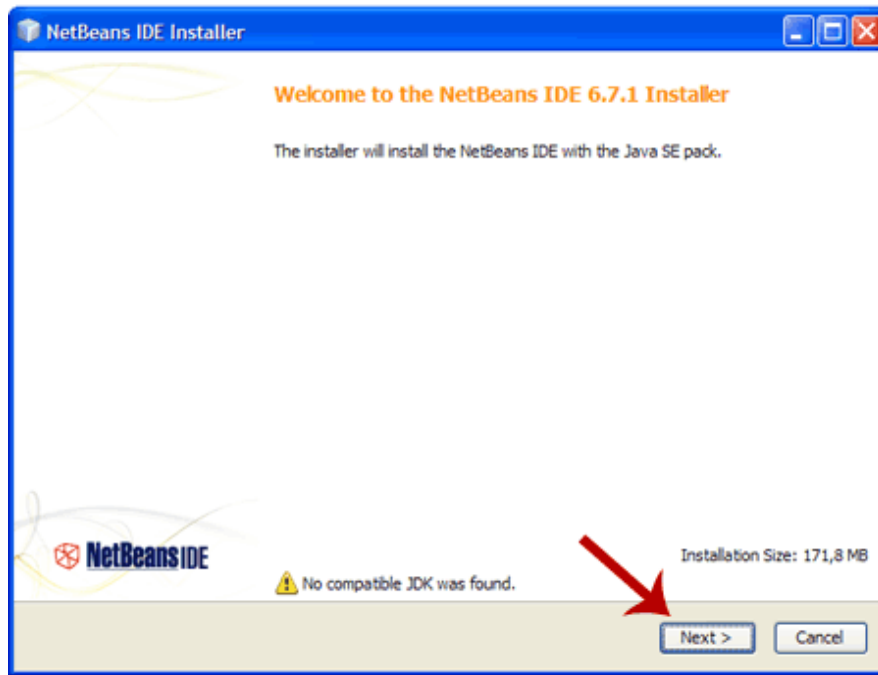 NetBeans IDE Installer
Welcome to the NetBeans IDE 6.7.1 Installer
The installer will install the NetBeans IDE with the Java SE pack.
NetBeans IDE
Installation Size: 171,8 MB
No compatible JDK was found.
Next >
Cancel